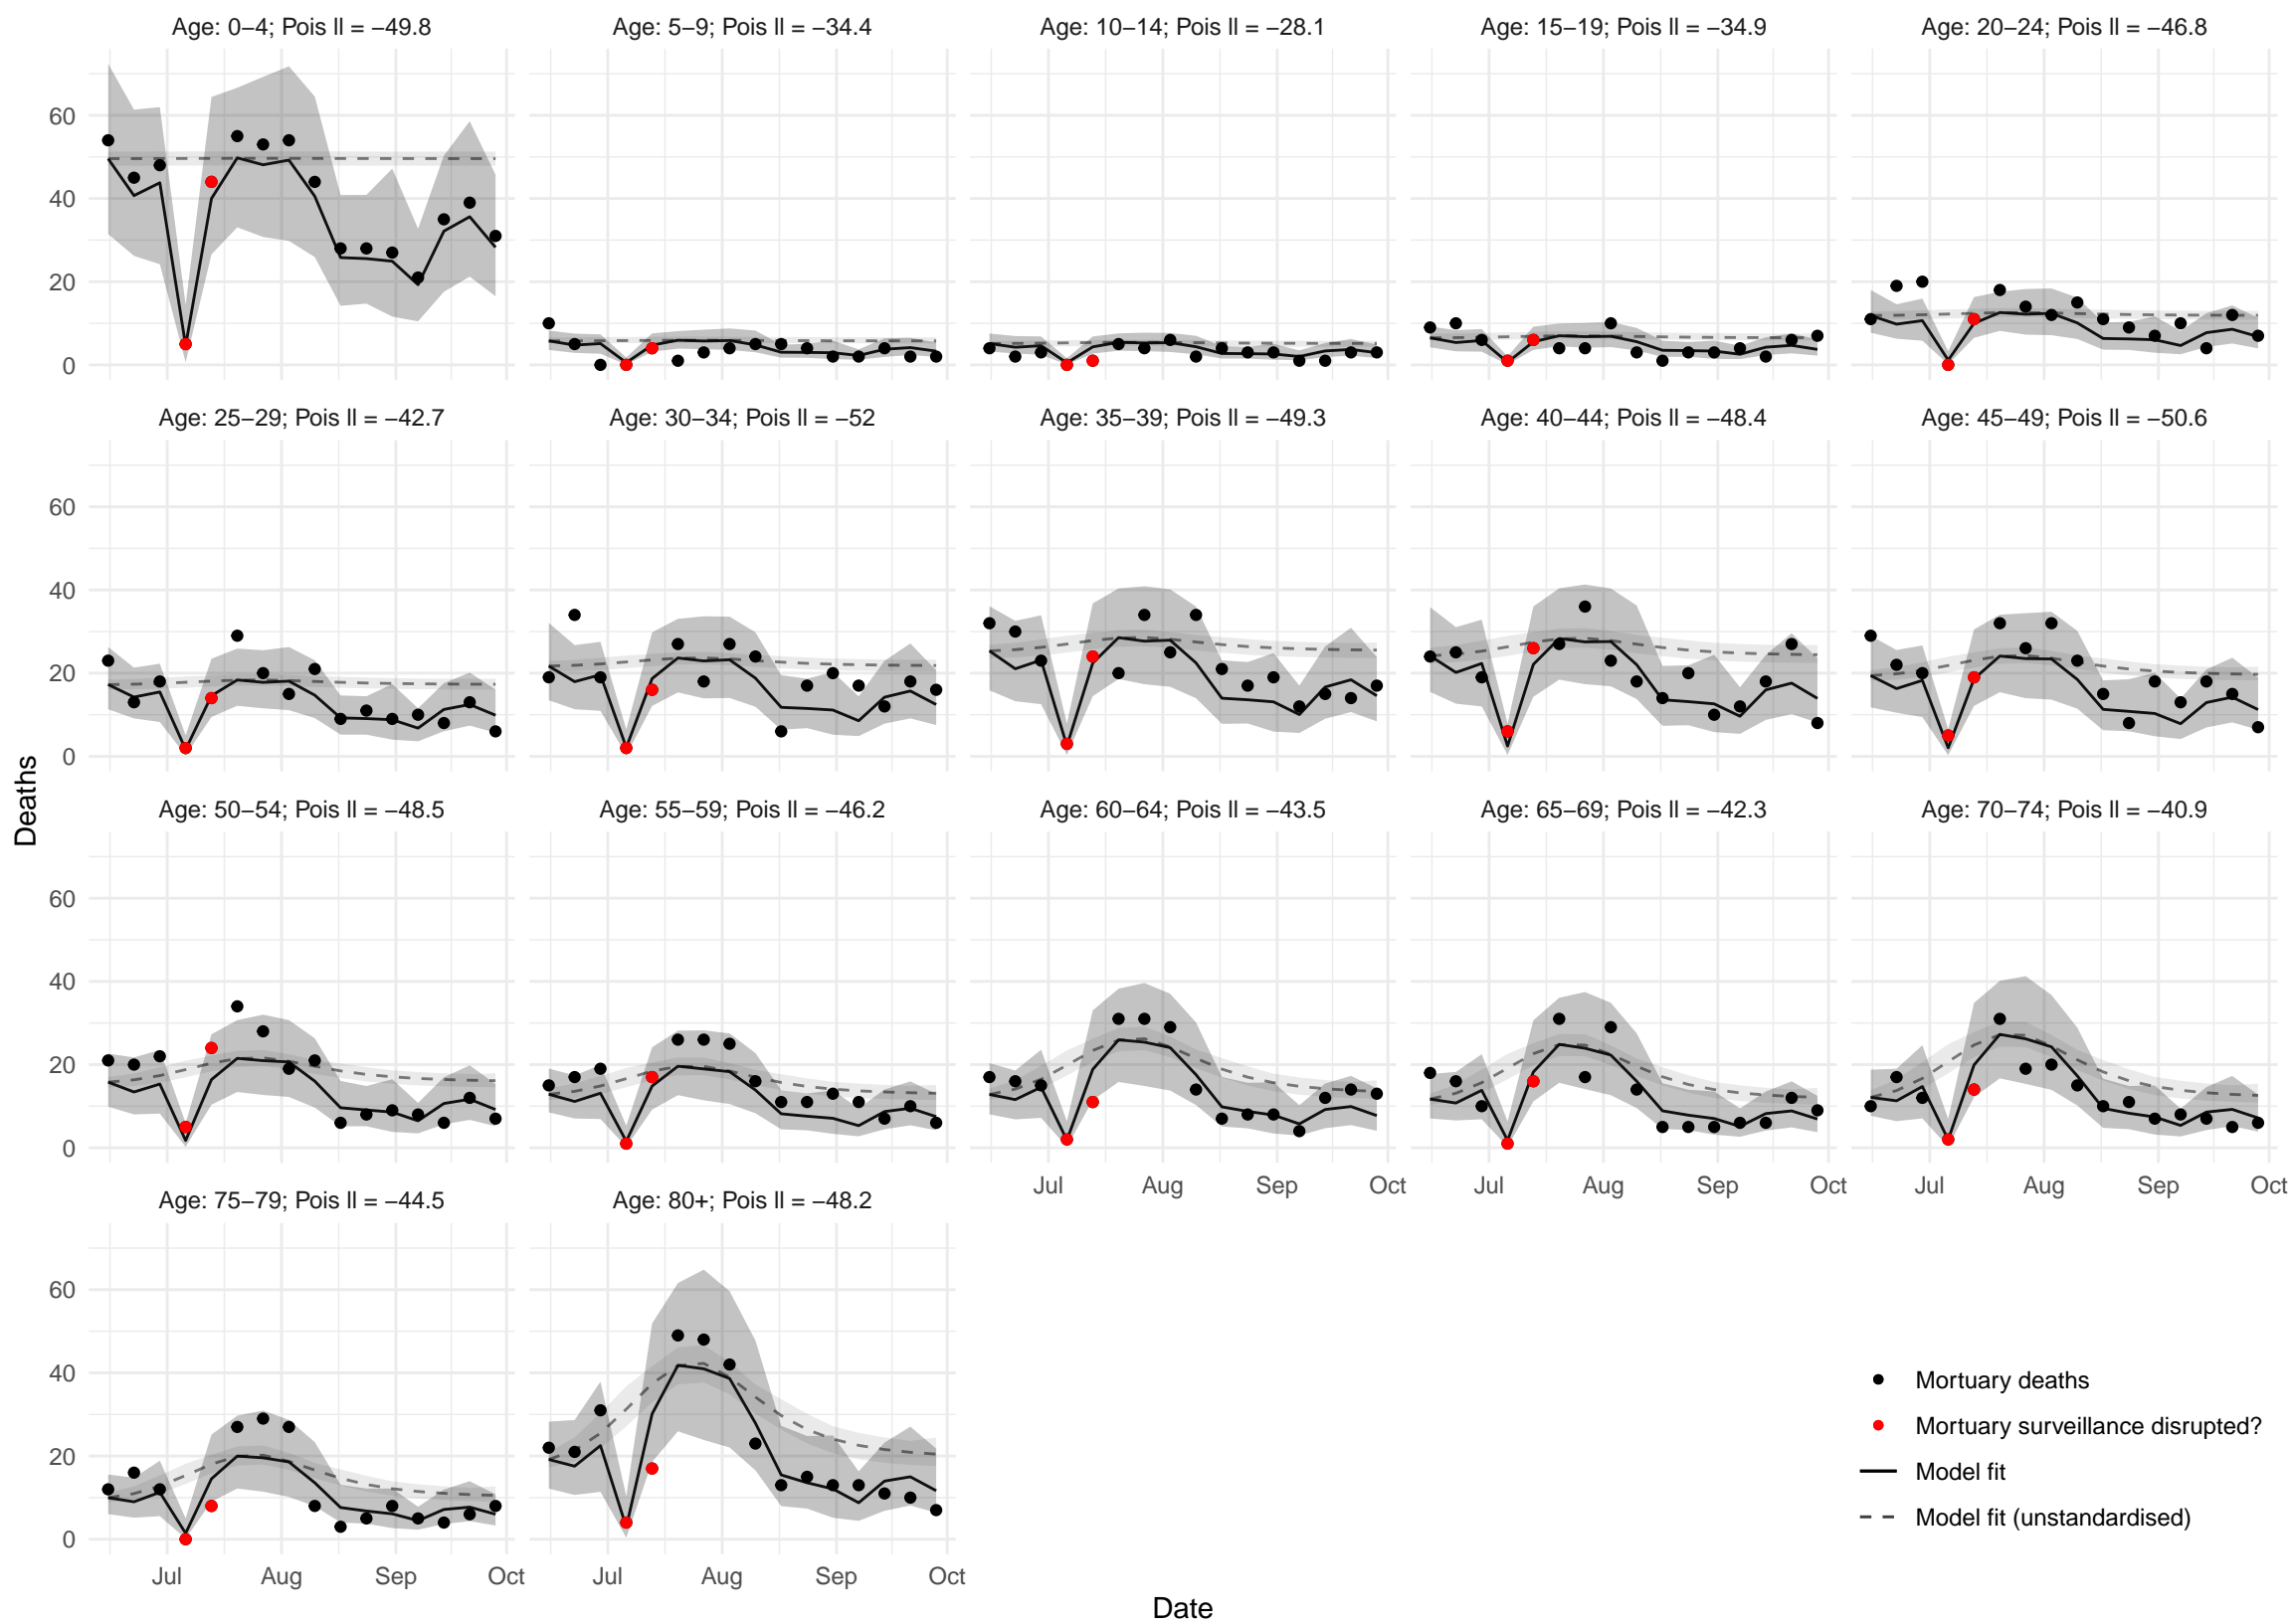 Age: 0−4; Pois ll = −49.8
Age: 5−9; Pois ll = −34.4
Age: 10−14; Pois ll = −28.1
Age: 15−19; Pois ll = −34.9
Age: 20−24; Pois ll = −46.8
60
40
20
0
Age: 25−29; Pois ll = −42.7
Age: 30−34; Pois ll = −52
Age: 35−39; Pois ll = −49.3
Age: 40−44; Pois ll = −48.4
Age: 45−49; Pois ll = −50.6
60
40
20
0
Deaths
Age: 50−54; Pois ll = −48.5
Age: 55−59; Pois ll = −46.2
Age: 60−64; Pois ll = −43.5
Age: 65−69; Pois ll = −42.3
Age: 70−74; Pois ll = −40.9
60
40
20
0
Jul Aug Sep Oct
Jul Aug Sep Oct
Jul Aug Sep Oct
Age: 75−79; Pois ll = −44.5
Age: 80+; Pois ll = −48.2
60
40
20
0
Jul Aug Sep Oct
Jul Aug Sep Oct
Mortuary deaths
Mortuary surveillance disrupted?
Model fit
Model fit (unstandardised)
Date